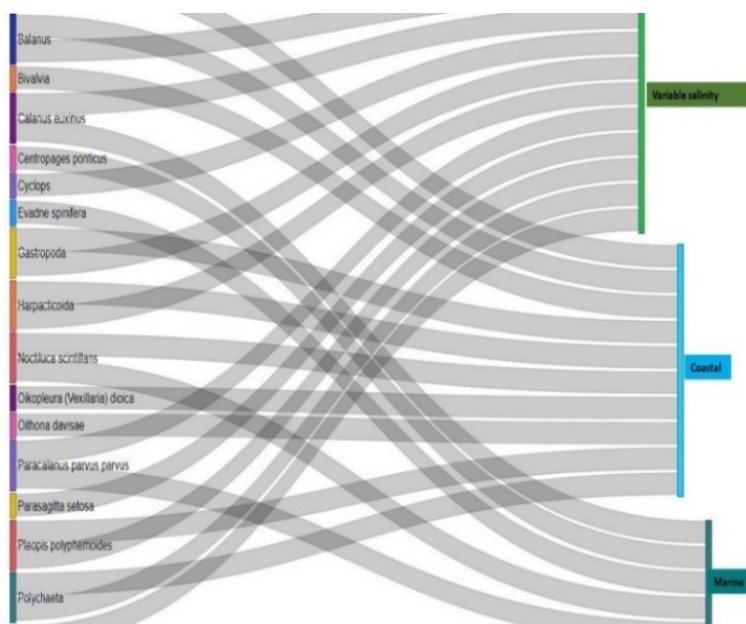 Balanus
Bivalvia
Calanus euxinus
Centropages ponticus
Cyclops
Evadne spinifera
Gastropoda
Harpacticoida
Noctiluca scintillans
Oikopleura (Vexillaria) dioica
Oithona davisae
Paracalanus parvus parvus
Parasagitta setosa
Pleopis polyphemoides
Polychaeta
Variable salinity
Coastal
Marine